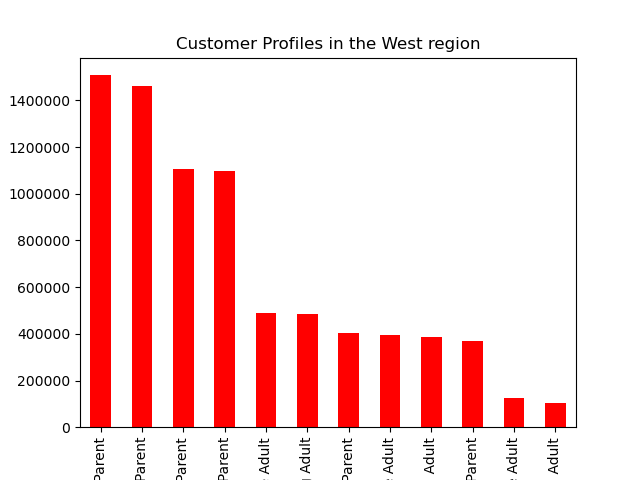 Customer Profiles in the West region
1400000
1200000
1000000
800000
600000
400000
200000
0
Parent
Parent
Parent
Parent
Adult
Adult
Parent
Adult
Adult
Parent
Adult
Adult